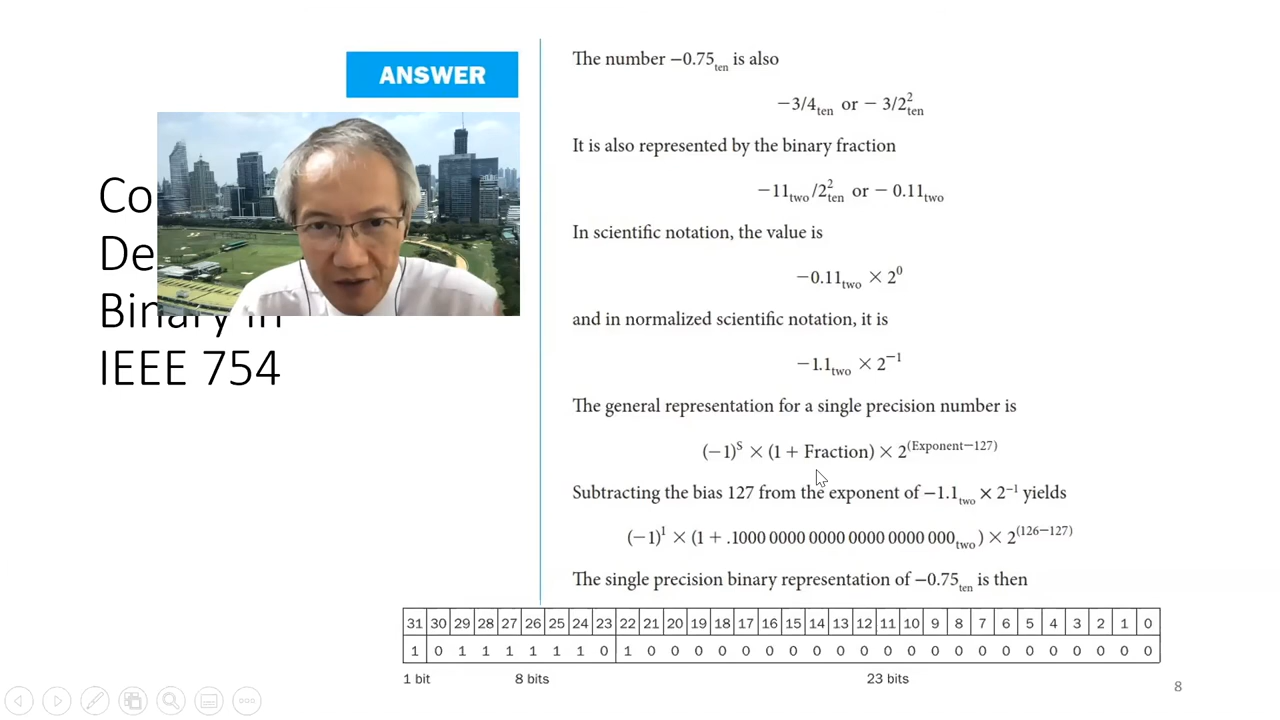 ANSWER
Co
De
Binary in
IEEE 754
The number −0.75ten is also
−3/4ten or − 3/2²ten
It is also represented by the binary fraction
−11two/2²ten or − 0.11two
In scientific notation, the value is
−0.11two × 2⁰
and in normalized scientific notation, it is
−1.1two × 2⁻¹
The general representation for a single precision number is
(−1)ˢ × (1 + Fraction) × 2^(Exponent−127)
Subtracting the bias 127 from the exponent of −1.1two × 2⁻¹ yields
(−1)¹ × (1 + .1000 0000 0000 0000 0000 000two) × 2^(126−127)
The single precision binary representation of −0.75ten is then
31 30 29 28 27 26 25 24 23 22 21 20 19 18 17 16 15 14 13 12 11 10 9 8 7 6 5 4 3 2 1 0
1 0 1 1 1 1 1 1 0 1 0 0 0 0 0 0 0 0 0 0 0 0 0 0 0 0 0 0 0 0 0 0
1 bit 8 bits 23 bits
8